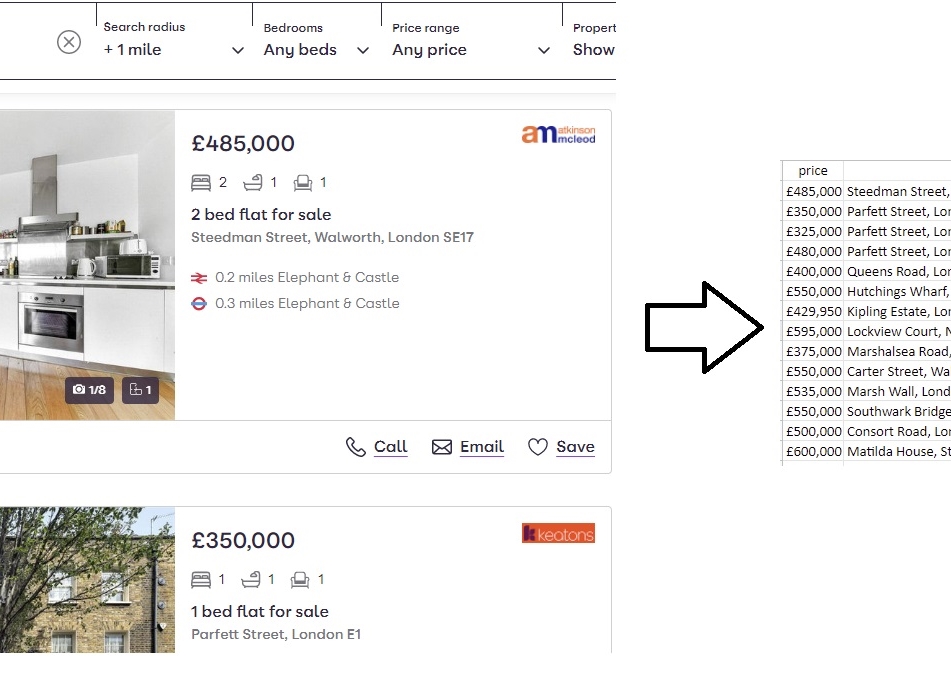 Search radius
+ 1 mile
Bedrooms
Any beds
Price range
Any price
Propert
Show
£485,000
atkinson
am mcleod
2 1 1
2 bed flat for sale
Steedman Street, Walworth, London SE17
0.2 miles Elephant & Castle
0.3 miles Elephant & Castle
1/8 1
Call Email Save
£350,000
keatons
1 1 1
1 bed flat for sale
Parfett Street, London E1
price
£485,000 Steedman Street,
£350,000 Parfett Street, Lor
£325,000 Parfett Street, Lor
£480,000 Parfett Street, Lor
£400,000 Queens Road, Lor
£550,000 Hutchings Wharf,
£429,950 Kipling Estate, Lor
£595,000 Lockview Court, N
£375,000 Marshalsea Road,
£550,000 Carter Street, Wa
£535,000 Marsh Wall, Lond
£550,000 Southwark Bridge
£500,000 Consort Road, Lor
£600,000 Matilda House, St